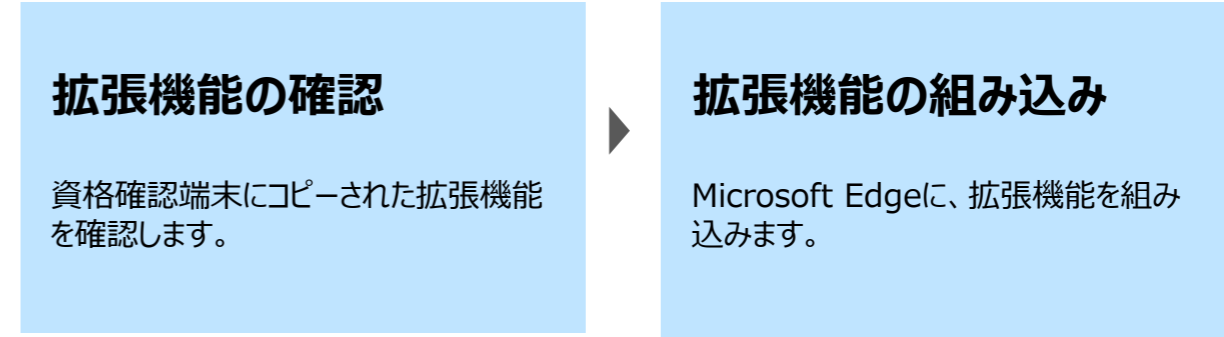 拡張機能の確認
資格確認端末にコピーされた拡張機能
を確認します。
拡張機能の組み込み
Microsoft Edgeに、拡張機能を組み
込みます。